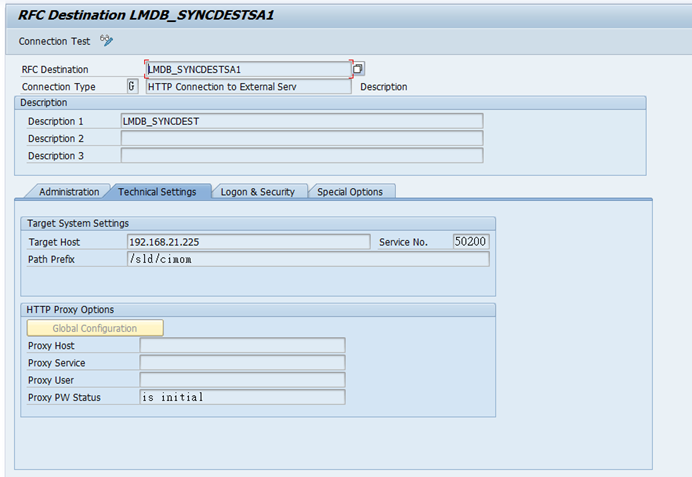 RFC Destination LMDB_SYNCDESTSA1
Connection Test
RFC Destination LMDB_SYNCDESTSA1
Connection Type G HTTP Connection to External Serv Description
Description
Description 1 LMDB_SYNCDEST
Description 2
Description 3
Administration Technical Settings Logon & Security Special Options
Target System Settings
Target Host 192.168.21.225 Service No. 50200
Path Prefix /sld/cimom
HTTP Proxy Options
Global Configuration
Proxy Host
Proxy Service
Proxy User
Proxy PW Status is initial